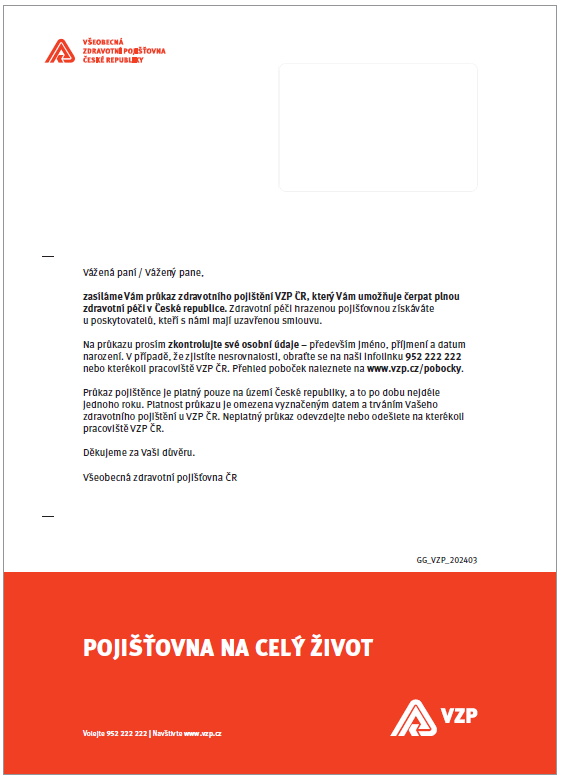 VŠEOBECNÁ
ZDRAVOTNÍ POJIŠŤOVNA
ČESKÉ REPUBLIKY
Vážená paní / Vážený pane,
zasíláme Vám průkaz zdravotního pojištění VZP ČR, který Vám umožňuje čerpat plnou
zdravotní péči v České republice. Zdravotní péči hrazenou pojišťovnou získáváte
u poskytovatelů, kteří s námi mají uzavřenou smlouvu.
Na průkazu prosím zkontrolujte své osobní údaje – především jméno, příjmení a datum
narození. V případě, že zjistíte nesrovnalosti, obraťte se na naši Infolinku 952 222 222
nebo kterékoli pracoviště VZP ČR. Přehled poboček naleznete na www.vzp.cz/pobocky.
Průkaz pojištěnce je platný pouze na území České republiky, a to po dobu nejdéle
jednoho roku. Platnost průkazu je omezena vyznačeným datem a trváním Vašeho
zdravotního pojištění u VZP ČR. Neplatný průkaz odevzdejte nebo odešlete na kterékoli
pracoviště VZP ČR.
Děkujeme za Vaši důvěru.
Všeobecná zdravotní pojišťovna ČR
GG_VZP_202403
POJIŠŤOVNA NA CELÝ ŽIVOT
VZP
Volejte 952 222 222 | Navštivte www.vzp.cz